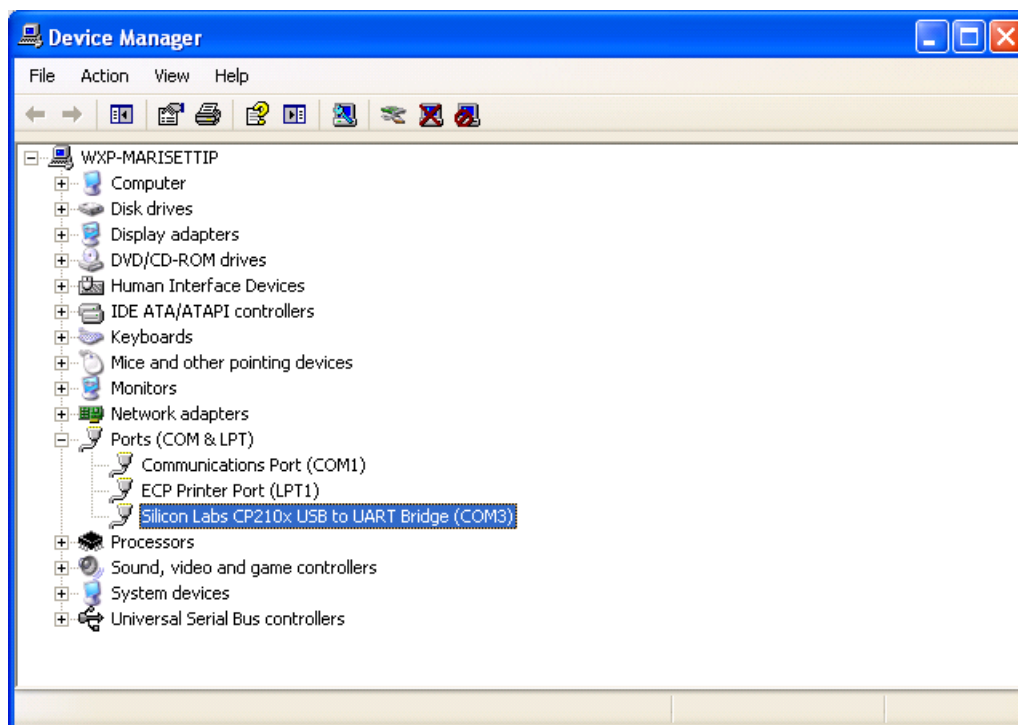 Device Manager
File Action View Help
WXP-MARISETTIP
Computer
Disk drives
Display adapters
DVD/CD-ROM drives
Human Interface Devices
IDE ATA/ATAPI controllers
Keyboards
Mice and other pointing devices
Monitors
Network adapters
Ports (COM & LPT)
Communications Port (COM1)
ECP Printer Port (LPT1)
Silicon Labs CP210x USB to UART Bridge (COM3)
Processors
Sound, video and game controllers
System devices
Universal Serial Bus controllers